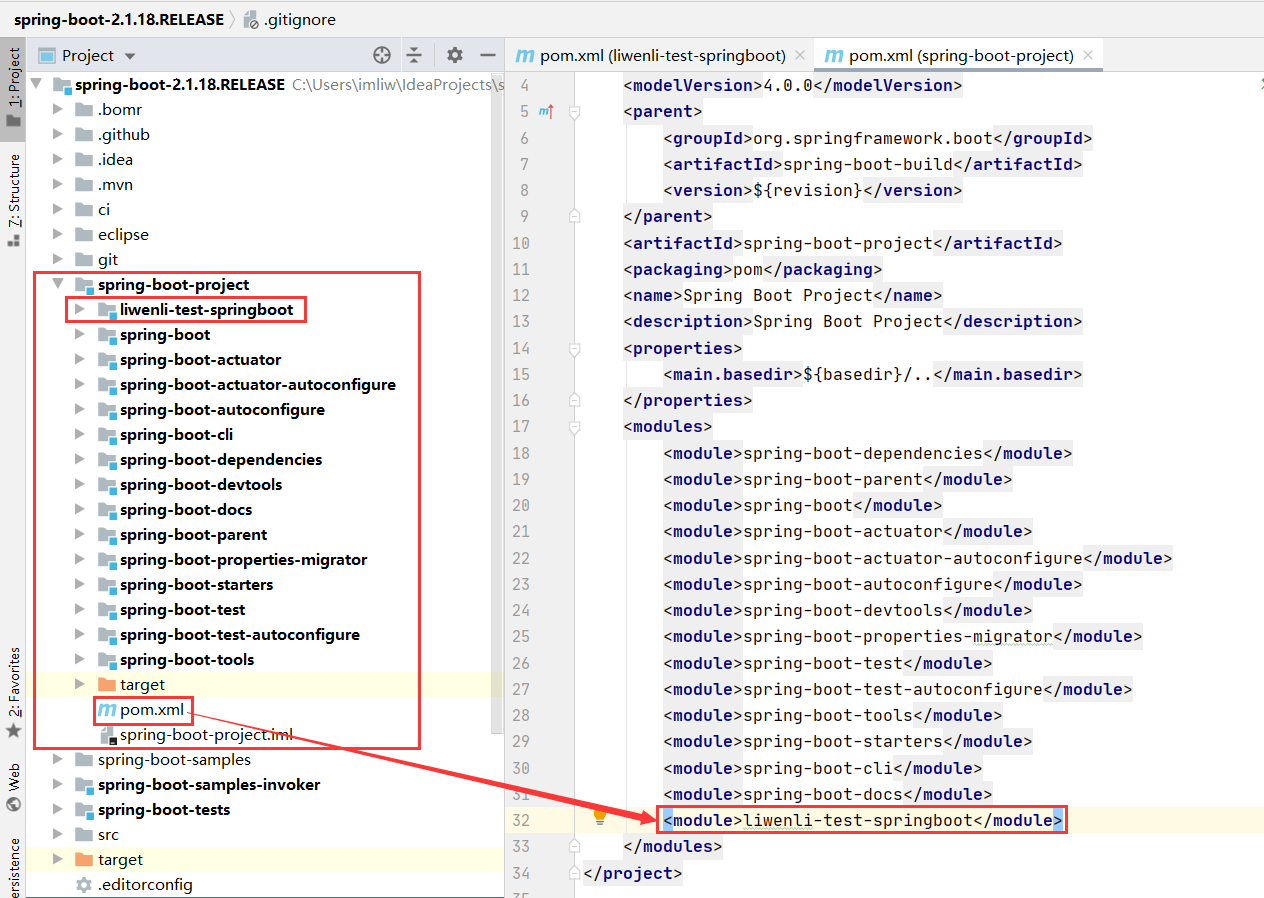 spring-boot-2.1.18.RELEASE .gitignore
1: Project
7: Structure
2: Favorites
Web
ersistence
Project
spring-boot-2.1.18.RELEASE C:\Users\imliw\IdeaProjects\s
.bomr
.github
.idea
.mvn
ci
eclipse
git
spring-boot-project
liwenli-test-springboot
spring-boot
spring-boot-actuator
spring-boot-actuator-autoconfigure
spring-boot-autoconfigure
spring-boot-cli
spring-boot-dependencies
spring-boot-devtools
spring-boot-docs
spring-boot-parent
spring-boot-properties-migrator
spring-boot-starters
spring-boot-test
spring-boot-test-autoconfigure
spring-boot-tools
target
pom.xml
spring-boot-project.iml
spring-boot-samples
spring-boot-samples-invoker
spring-boot-tests
src
target
.editorconfig
pom.xml (liwenli-test-springboot) pom.xml (spring-boot-project)
4 <modelVersion>4.0.0</modelVersion>
5 <parent>
6 <groupId>org.springframework.boot</groupId>
7 <artifactId>spring-boot-build</artifactId>
8 <version>${revision}</version>
9 </parent>
10 <artifactId>spring-boot-project</artifactId>
11 <packaging>pom</packaging>
12 <name>Spring Boot Project</name>
13 <description>Spring Boot Project</description>
14 <properties>
15 <main.basedir>${basedir}/..</main.basedir>
16 </properties>
17 <modules>
18 <module>spring-boot-dependencies</module>
19 <module>spring-boot-parent</module>
20 <module>spring-boot</module>
21 <module>spring-boot-actuator</module>
22 <module>spring-boot-actuator-autoconfigure</module>
23 <module>spring-boot-autoconfigure</module>
24 <module>spring-boot-devtools</module>
25 <module>spring-boot-properties-migrator</module>
26 <module>spring-boot-test</module>
27 <module>spring-boot-test-autoconfigure</module>
28 <module>spring-boot-tools</module>
29 <module>spring-boot-starters</module>
30 <module>spring-boot-cli</module>
31 <module>spring-boot-docs</module>
32 <module>liwenli-test-springboot</module>
33 </modules>
34 </project>
35